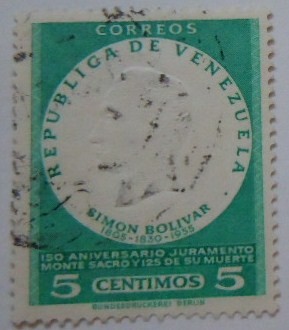 CORREOS
REPUBLICA DE VENEZUELA
SIMON BOLIVAR
1805-1830-1955
150 ANIVERSARIO JURAMENTO
MONTE SACRO Y 125 DE SU MUERTE
5 CENTIMOS 5
BUNDESDRUCKEREI BERLIN